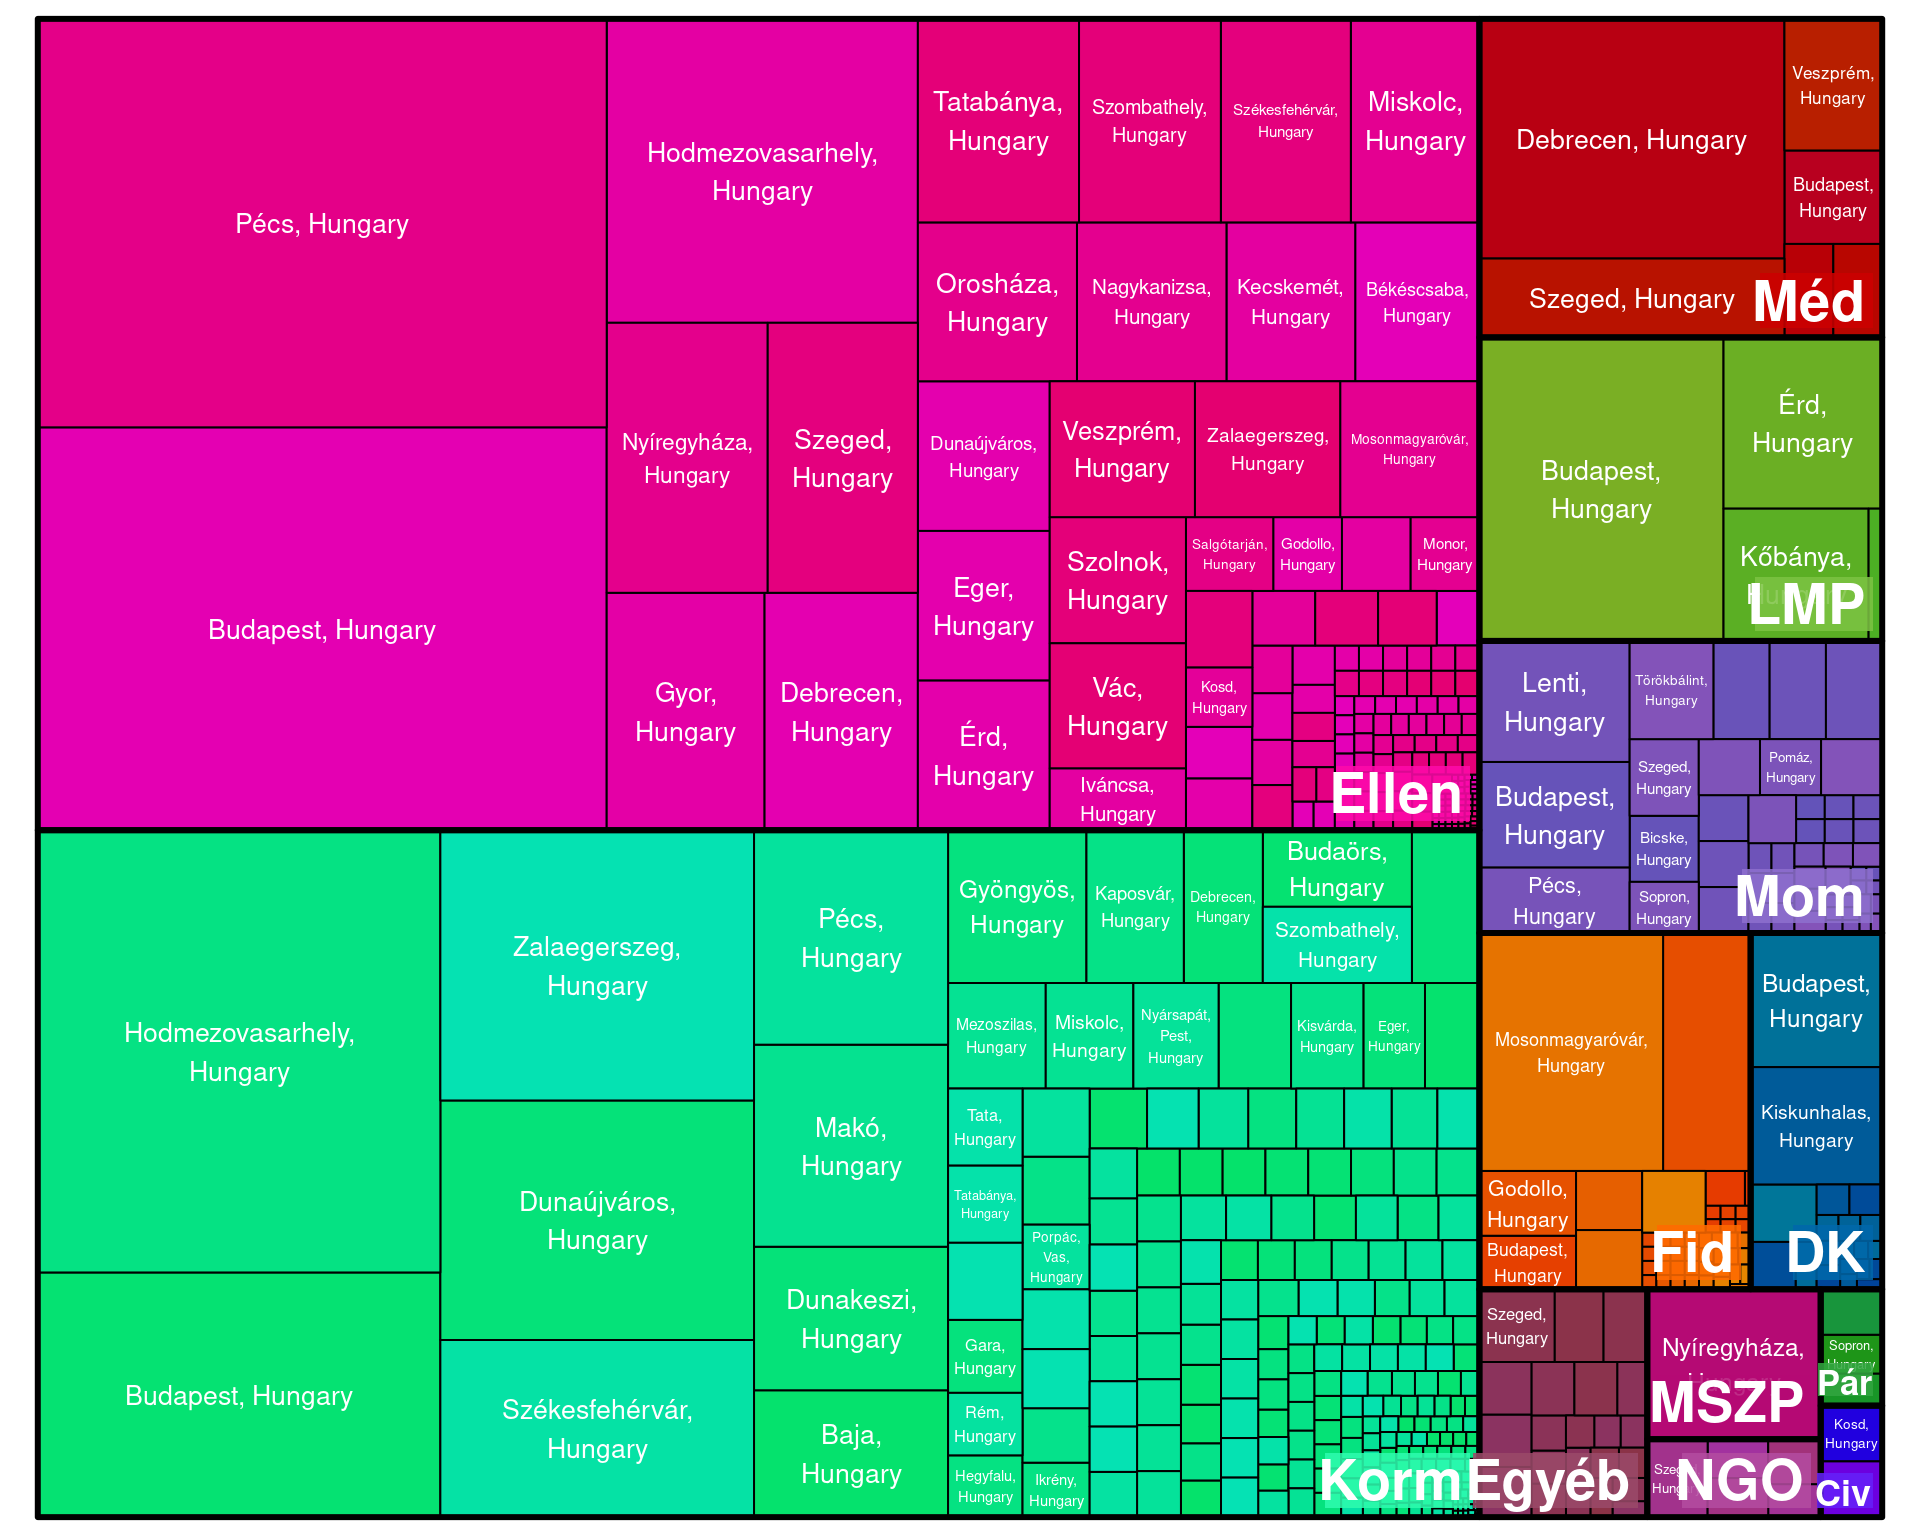 Pécs, Hungary
Budapest, Hungary
Hodmezovasarhely,
Hungary
Nyíregyháza,
Hungary
Szeged,
Hungary
Gyor,
Hungary
Debrecen,
Hungary
Tatabánya,
Hungary
Szombathely,
Hungary
Székesfehérvár,
Hungary
Miskolc,
Hungary
Orosháza,
Hungary
Nagykanizsa,
Hungary
Kecskemét,
Hungary
Békéscsaba,
Hungary
Dunaújváros,
Hungary
Eger,
Hungary
Érd,
Hungary
Veszprém,
Hungary
Zalaegerszeg,
Hungary
Mosonmagyaróvár,
Hungary
Szolnok,
Hungary
Vác,
Hungary
Iváncsa,
Hungary
Salgótarján,
Hungary
Godollo,
Hungary
Monor,
Hungary
Kosd,
Hungary
Ellen
Hodmezovasarhely,
Hungary
Budapest, Hungary
Zalaegerszeg,
Hungary
Dunaújváros,
Hungary
Székesfehérvár,
Hungary
Pécs,
Hungary
Makó,
Hungary
Dunakeszi,
Hungary
Baja,
Hungary
Gyöngyös,
Hungary
Kaposvár,
Hungary
Debrecen,
Hungary
Budaörs,
Hungary
Szombathely,
Hungary
Mezoszilas,
Hungary
Miskolc,
Hungary
Nyársapát,
Pest,
Hungary
Kisvárda,
Hungary
Eger,
Hungary
Tata,
Hungary
Tatabánya,
Hungary
Porpác,
Vas,
Hungary
Gara,
Hungary
Rém,
Hungary
Hegyfalu,
Hungary
Ikrény,
Hungary
Korm
Debrecen, Hungary
Szeged, Hungary
Veszprém,
Hungary
Budapest,
Hungary
Méd
Budapest,
Hungary
Érd,
Hungary
Kőbánya,
Hungary
LMP
Lenti,
Hungary
Budapest,
Hungary
Pécs,
Hungary
Törökbálint,
Hungary
Szeged,
Hungary
Bicske,
Hungary
Sopron,
Hungary
Pomáz,
Hungary
Mom
Mosonmagyaróvár,
Hungary
Godollo,
Hungary
Budapest,
Hungary
Fid
Budapest,
Hungary
Kiskunhalas,
Hungary
DK
Szeged,
Hungary
Egyéb
Nyíregyháza,
Hungary
MSZP
NGO
Sopron,
Hungary
Pár
Kosd,
Hungary
Civ